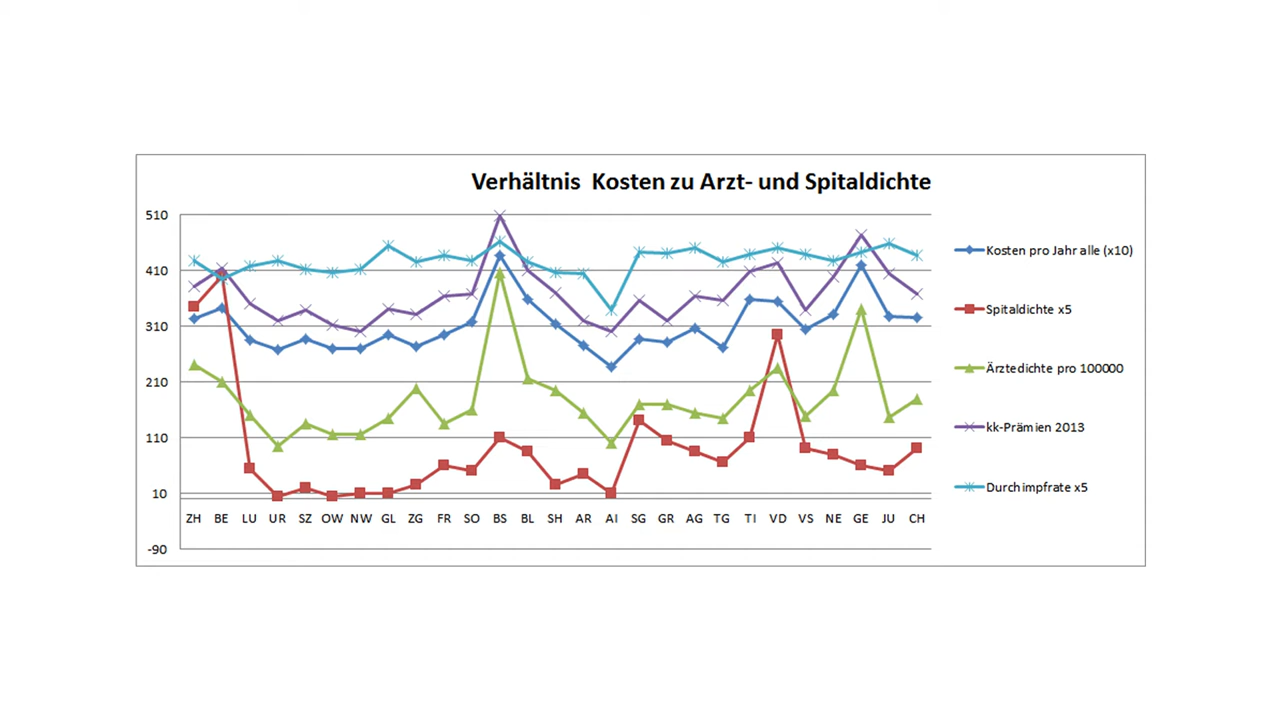 Verhältnis Kosten zu Arzt- und Spitaldichte
510
410
310
210
110
10
-90
ZH BE LU UR SZ OW NW GL ZG FR SO BS BL SH AR AI SG GR AG TG TI VD VS NE GE JU CH
Kosten pro Jahr alle (x10)
Spitaldichte x5
Ärztedichte pro 100000
kk-Prämien 2013
Durchimpfrate x5